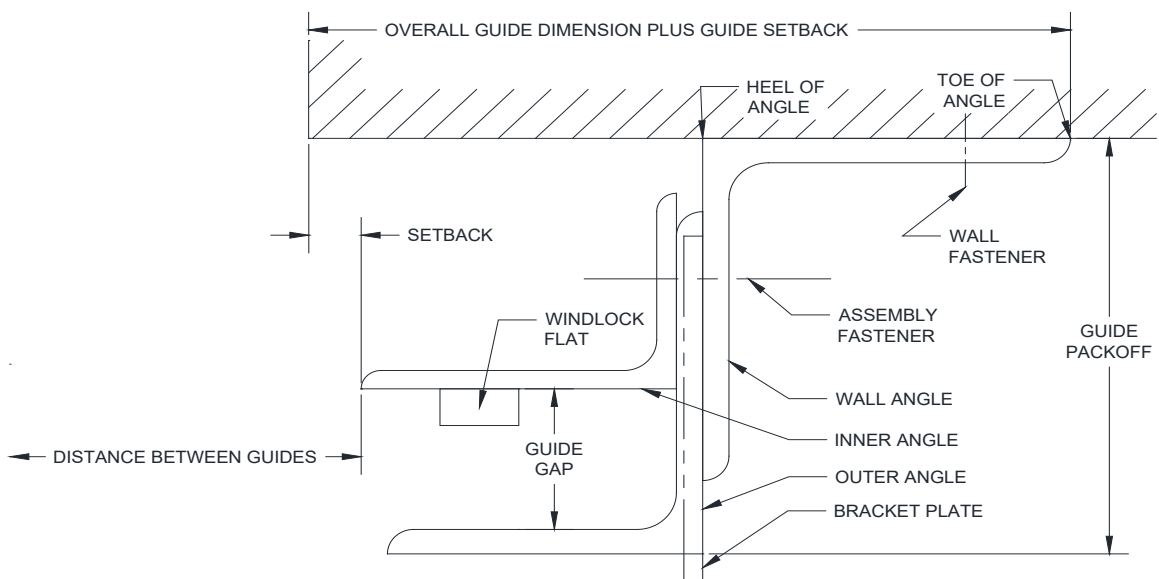 OVERALL GUIDE DIMENSION PLUS GUIDE SETBACK
HEEL OF
ANGLE
TOE OF
ANGLE
SETBACK
WALL
FASTENER
WINDLOCK
FLAT
ASSEMBLY
FASTENER
GUIDE
PACKOFF
WALL ANGLE
INNER ANGLE
GUIDE
GAP
DISTANCE BETWEEN GUIDES
OUTER ANGLE
BRACKET PLATE